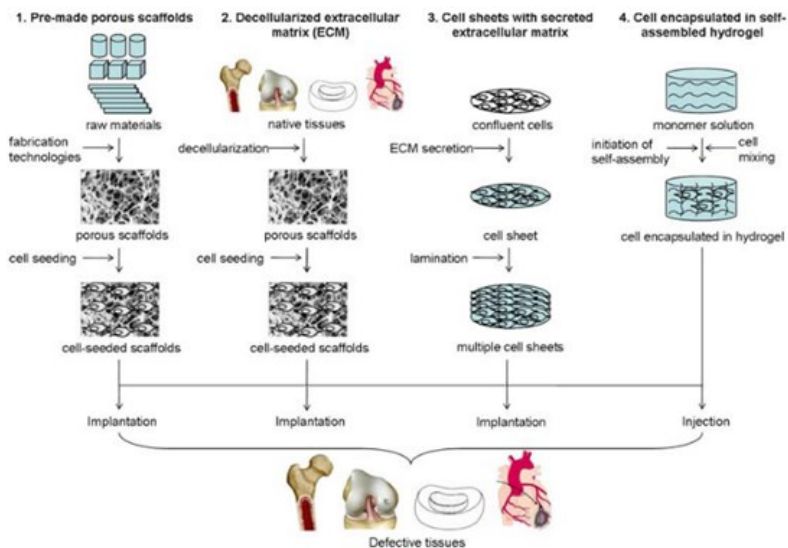 1. Pre-made porous scaffolds
2. Decellularized extracellular
matrix (ECM)
3. Cell sheets with secreted
extracellular matrix
4. Cell encapsulated in self-
assembled hydrogel
raw materials
native tissues
confluent cells
monomer solution
fabrication
technologies
decellularization
ECM secretion
initiation of
self-assembly
cell
mixing
porous scaffolds
porous scaffolds
cell sheet
cell encapsulated in hydrogel
cell seeding
cell seeding
lamination
cell-seeded scaffolds
cell-seeded scaffolds
multiple cell sheets
Implantation
Implantation
Implantation
Injection
Defective tissues